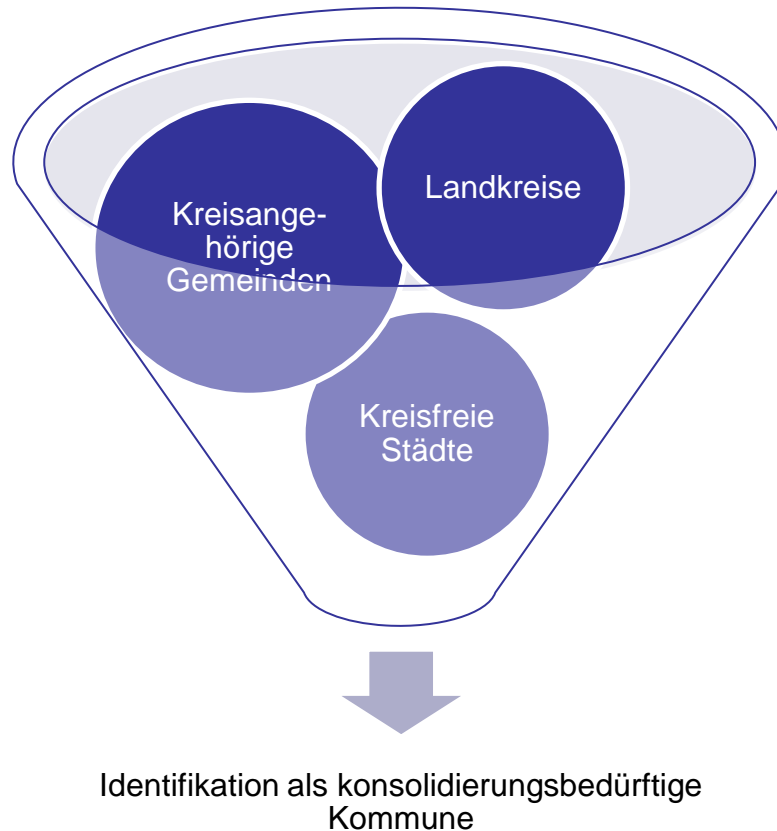 Kreisange-
hörige
Gemeinden
Landkreise
Kreisfreie
Städte
Identifikation als konsolidierungsbedürftige
Kommune